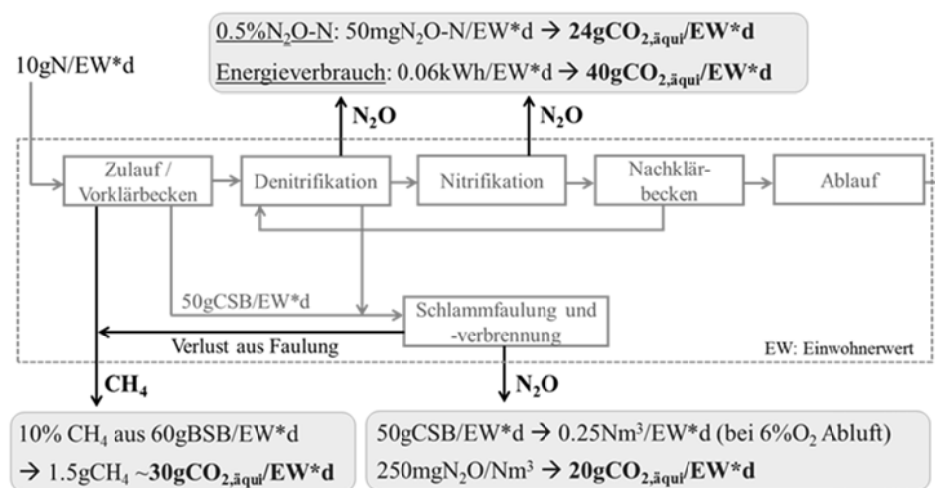 0.5%N₂O-N: 50mgN₂O-N/EW*d → 24gCO₂,äqui/EW*d
Energieverbrauch: 0.06kWh/EW*d → 40gCO₂,äqui/EW*d
10gN/EW*d
N₂O
N₂O
Zulauf /
Vorklärbecken
Denitrifikation
Nitrifikation
Nachklär-
becken
Ablauf
50gCSB/EW*d
Schlammfaulung und
-verbrennung
Verlust aus Faulung
EW: Einwohnerwert
CH₄
N₂O
10% CH₄ aus 60gBSB/EW*d
→ 1.5gCH₄ ~30gCO₂,äqui/EW*d
50gCSB/EW*d → 0.25Nm³/EW*d (bei 6%O₂ Abluft)
250mgN₂O/Nm³ → 20gCO₂,äqui/EW*d